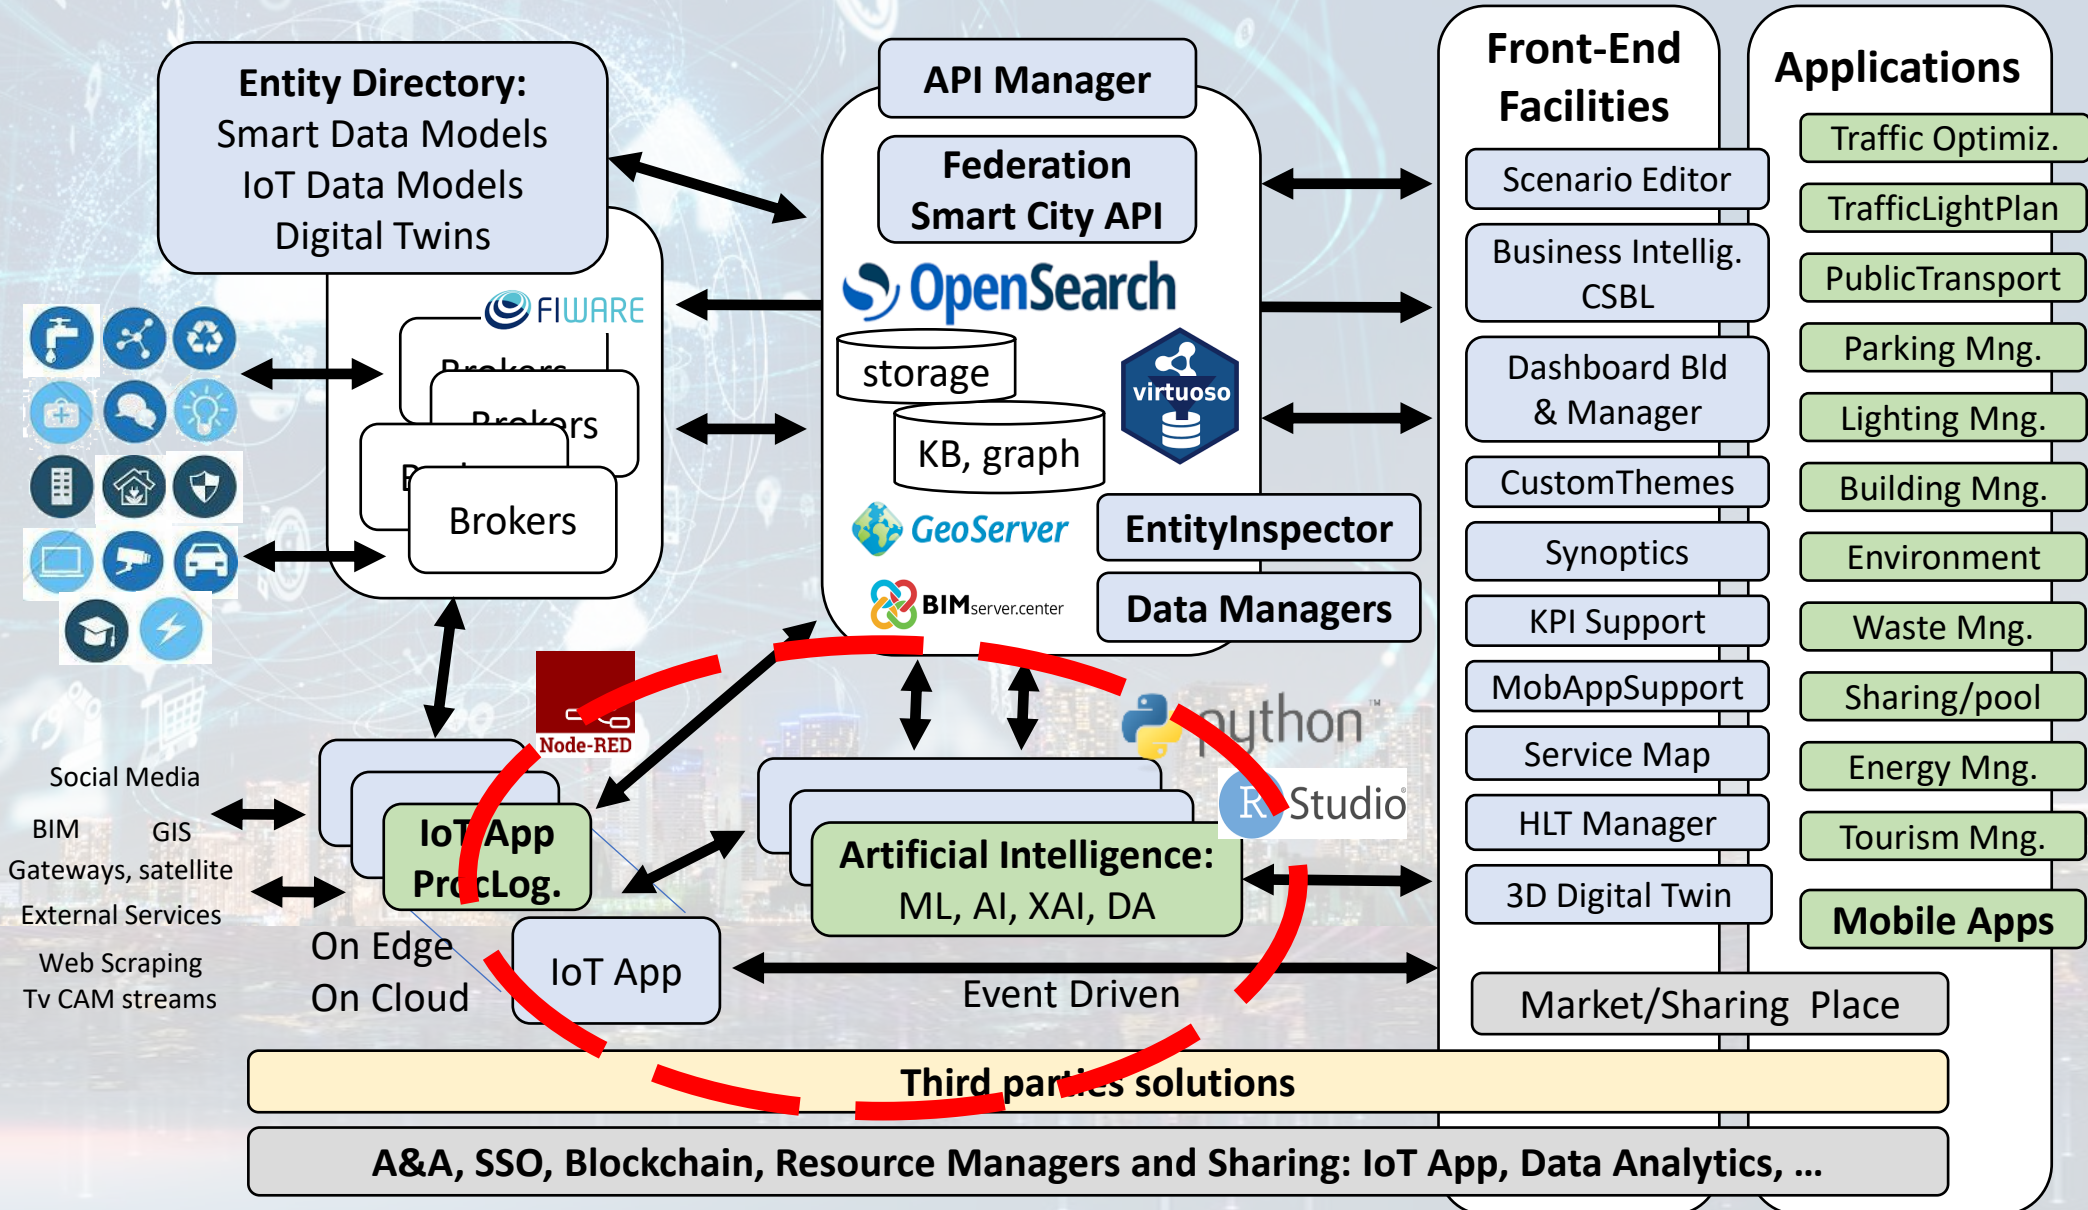 Entity Directory:
Smart Data Models
IoT Data Models
Digital Twins
FIWARE
Brokers
Brokers
Brokers
API Manager
Federation
Smart City API
OpenSearch
storage
virtuoso
KB, graph
GeoServer
EntityInspector
BIMserver.center
Data Managers
Front-End
Facilities
Scenario Editor
Business Intellig.
CSBL
Dashboard Bld
& Manager
CustomThemes
Synoptics
KPI Support
MobAppSupport
Service Map
HLT Manager
3D Digital Twin
Applications
Traffic Optimiz.
TrafficLightPlan
PublicTransport
Parking Mng.
Lighting Mng.
Building Mng.
Environment
Waste Mng.
Sharing/pool
Energy Mng.
Tourism Mng.
Mobile Apps
Node-RED
python™
R Studio
Social Media
BIM GIS
Gateways, satellite
External Services
Web Scraping
Tv CAM streams
IoT App
ProcLog.
On Edge
On Cloud
IoT App
Artificial Intelligence:
ML, AI, XAI, DA
Event Driven
Market/Sharing Place
Third parties solutions
A&A, SSO, Blockchain, Resource Managers and Sharing: IoT App, Data Analytics, ...